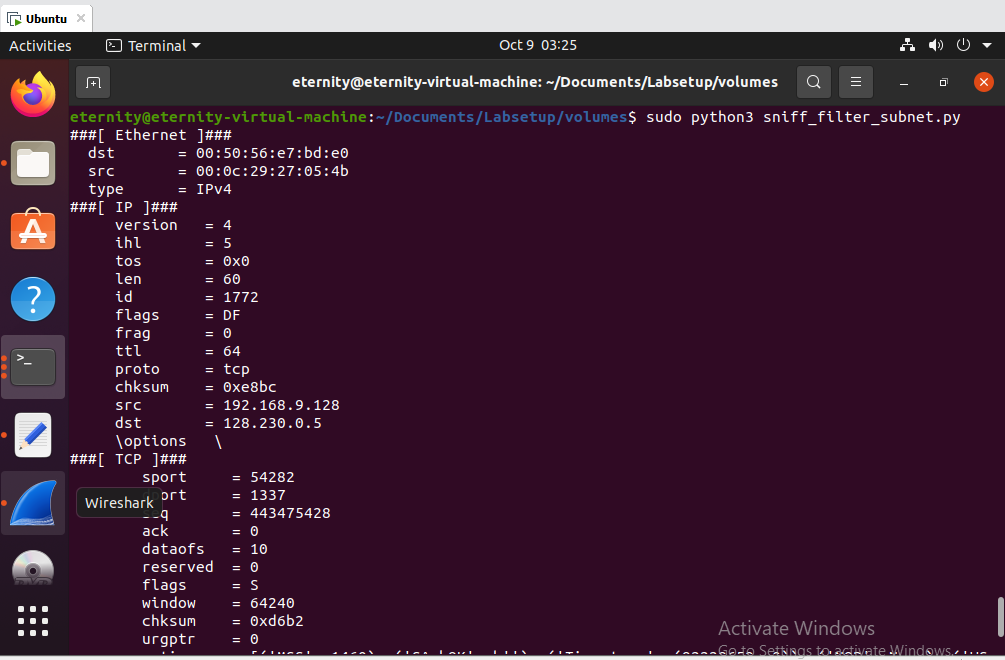 Ubuntu
Activities Terminal Oct 9 03:25
eternity@eternity-virtual-machine: ~/Documents/Labsetup/volumes
eternity@eternity-virtual-machine:~/Documents/Labsetup/volumes$ sudo python3 sniff_filter_subnet.py
###[ Ethernet ]###
dst = 00:50:56:e7:bd:e0
src = 00:0c:29:27:05:4b
type = IPv4
###[ IP ]###
version = 4
ihl = 5
tos = 0x0
len = 60
id = 1772
flags = DF
frag = 0
ttl = 64
proto = tcp
chksum = 0xe8bc
src = 192.168.9.128
dst = 128.230.0.5
\options \
###[ TCP ]###
sport = 54282
= 1337
Wireshark
= 443475428
ack = 0
dataofs = 10
reserved = 0
flags = S
window = 64240
chksum = 0xd6b2
urgptr = 0
Activate Windows
Go to Settings to activate Windows.